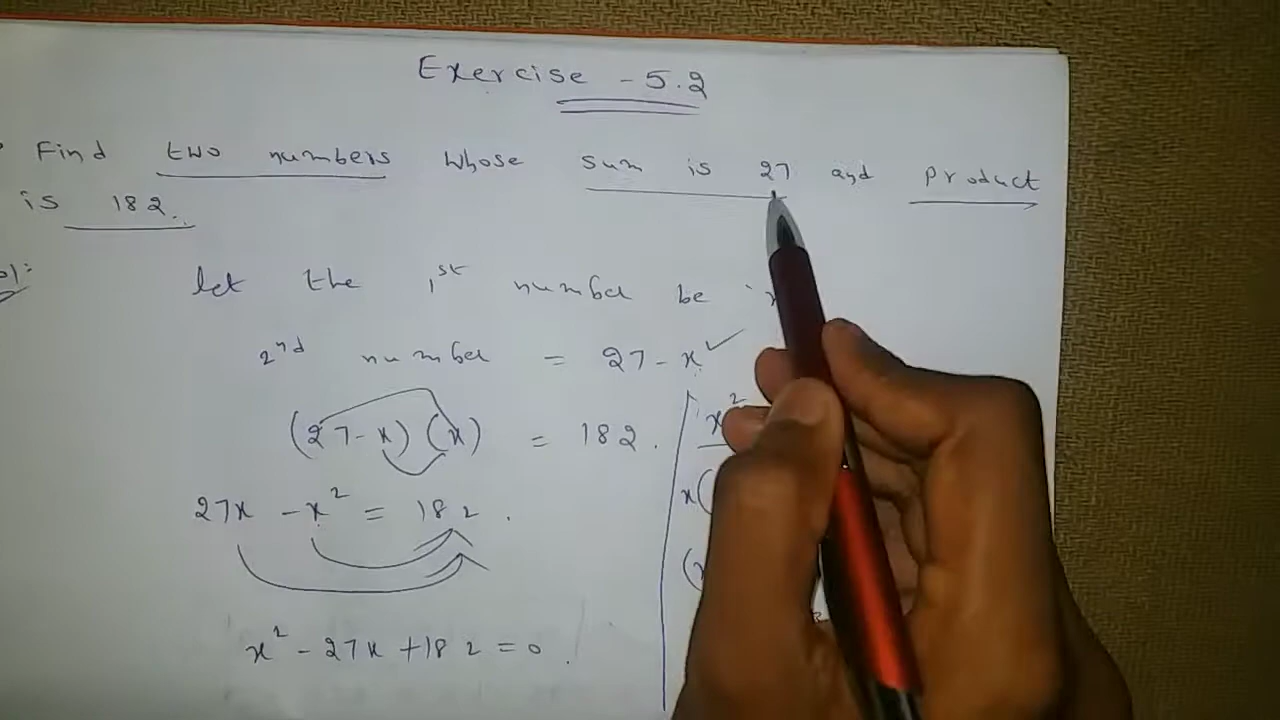 Exercise - 5.2
Find two numbers whose sum is 27 and product
is 182.
let the 1st number be 'x
2nd number = 27-x ✓
(27-x) (x) = 182.
27x - x² = 182.
x² - 27x + 182 = 0.
x²
x(
(x